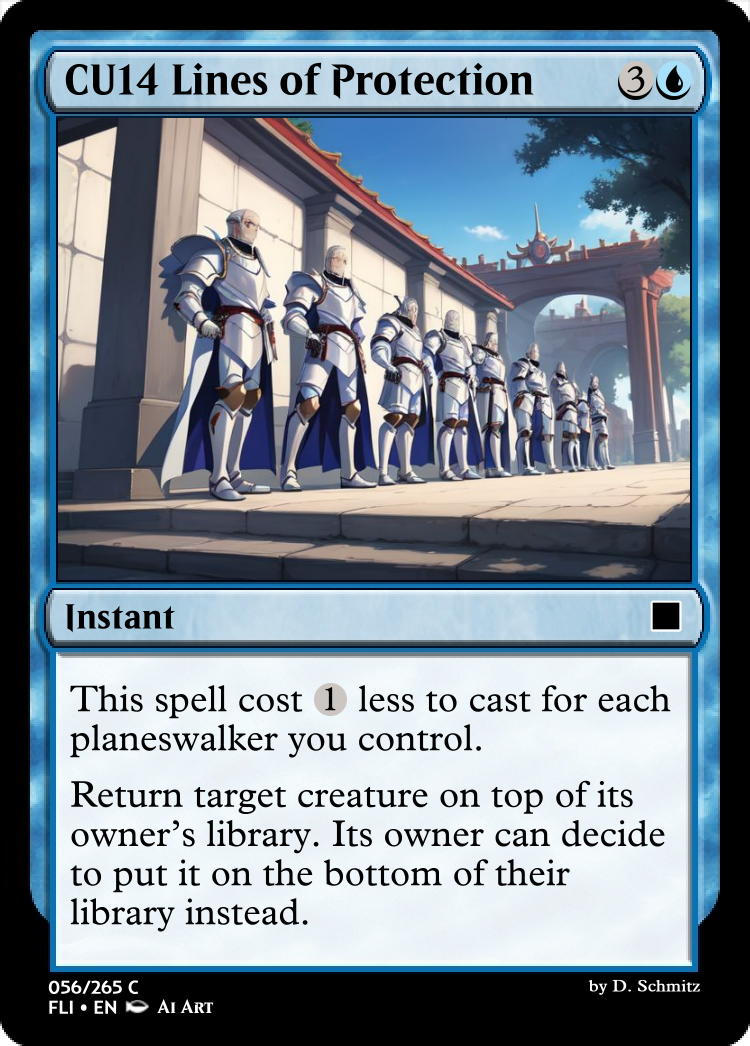 CU14 Lines of Protection 3
Instant
This spell cost 1 less to cast for each
planeswalker you control.
Return target creature on top of its
owner's library. Its owner can decide
to put it on the bottom of their
library instead.
056/265 C
by D. Schmitz
FLI • EN AI ART